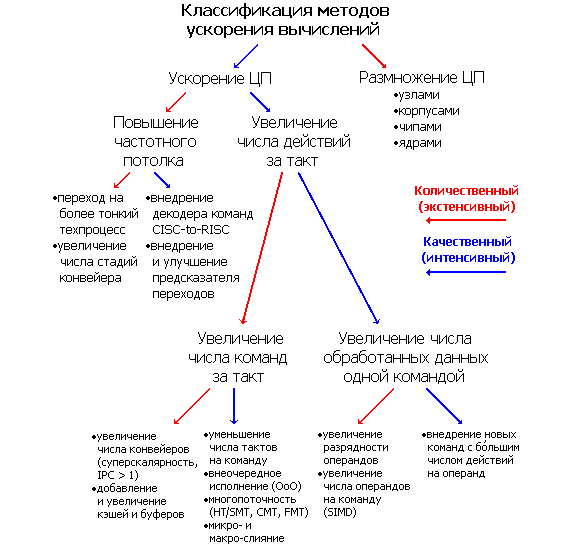 Классификация методов
ускорения вычислений
Ускорение ЦП
Размножение ЦП
•узлами
•корпусами
•чипами
•ядрами
Повышение
частотного
потолка
Увеличение
числа действий
за такт
•переход на
более тонкий
техпроцесс
•увеличение
числа стадий
конвейера
•внедрение
декодера команд
CISC-to-RISC
•внедрение
и улучшение
предсказателя
переходов
Количественный
(экстенсивный)
Качественный
(интенсивный)
Увеличение
числа команд
за такт
Увеличение числа
обработанных данных
одной командой
•увеличение
числа конвейеров
(суперскалярность,
IPC > 1)
•добавление
и увеличение
кэшей и буферов
•уменьшение
числа тактов
на команду
•внеочередное
исполнение (OoO)
•многопоточность
(HT/SMT, CMT, FMT)
•микро- и
макро-слияние
•увеличение
разрядности
операндов
•увеличение
числа операндов
на команду
(SIMD)
•внедрение новых
команд с бо́льшим
числом действий
на операнд